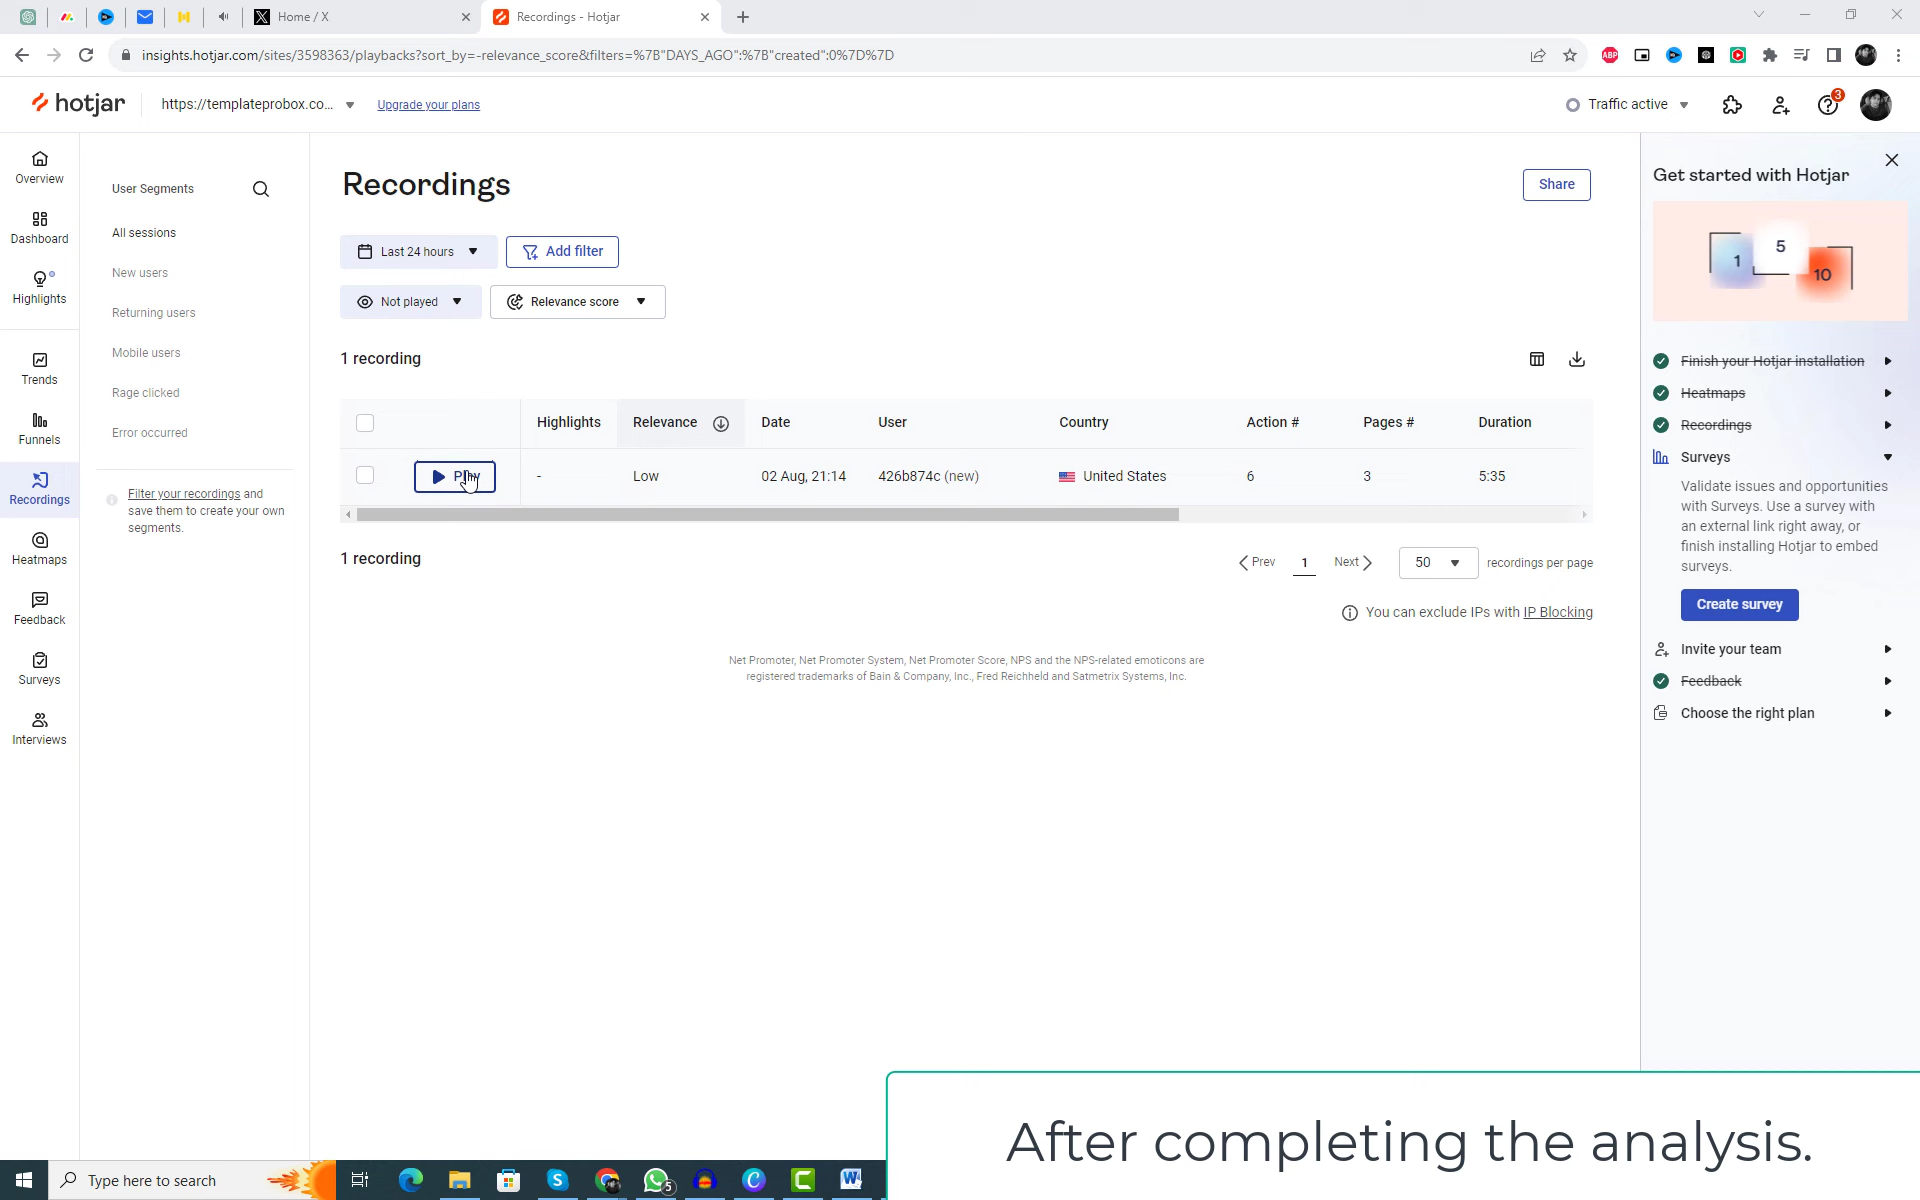 Home / X
Recordings - Hotjar
insights.hotjar.com/sites/3598363/playbacks?sort_by=-relevance_score&filters=%7B"DAYS_AGO":%7B"created":0%7D%7D
ABP
hotjar
https://templateprobox.co...
Upgrade your plans
Traffic active
3
Overview
Dashboard
Highlights
Trends
Funnels
Recordings
Heatmaps
Feedback
Surveys
Interviews
User Segments
All sessions
New users
Returning users
Mobile users
Rage clicked
Error occurred
Filter your recordings and
save them to create your own
segments.
Recordings
Share
Last 24 hours
Add filter
Not played
Relevance score
1 recording
Highlights Relevance Date User Country Action # Pages # Duration
Play - Low 02 Aug, 21:14 426b874c (new) United States 6 3 5:35
1 recording
Prev 1 Next 50 recordings per page
You can exclude IPs with IP Blocking
Net Promoter, Net Promoter System, Net Promoter Score, NPS and the NPS-related emoticons are
registered trademarks of Bain & Company, Inc., Fred Reichheld and Satmetrix Systems, Inc.
Get started with Hotjar
1 5 10
Finish your Hotjar installation
Heatmaps
Recordings
Surveys
Validate issues and opportunities
with Surveys. Use a survey with
an external link right away, or
finish installing Hotjar to embed
surveys.
Create survey
Invite your team
Feedback
Choose the right plan
After completing the analysis.
Type here to search
5